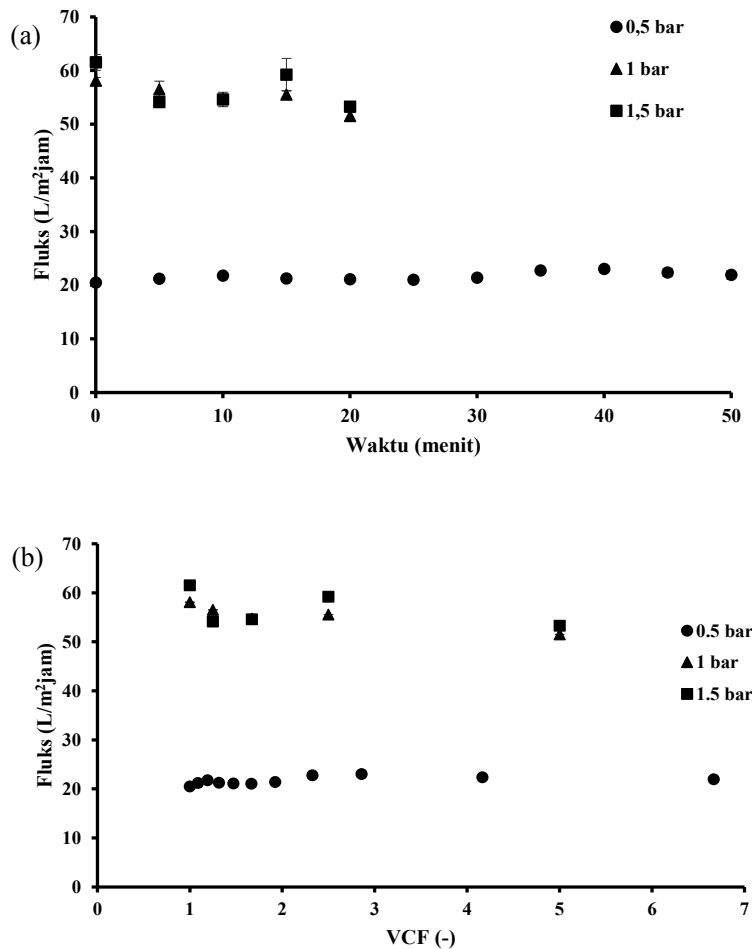 (a)
70
60
50
40
30
20
10
0
Fluks (L/m²jam)
0 10 20 30 40 50
Waktu (menit)
0,5 bar
1 bar
1,5 bar
(b)
70
60
50
40
30
20
10
0
Fluks (L/m²jam)
0 1 2 3 4 5 6 7
VCF (-)
0.5 bar
1 bar
1.5 bar